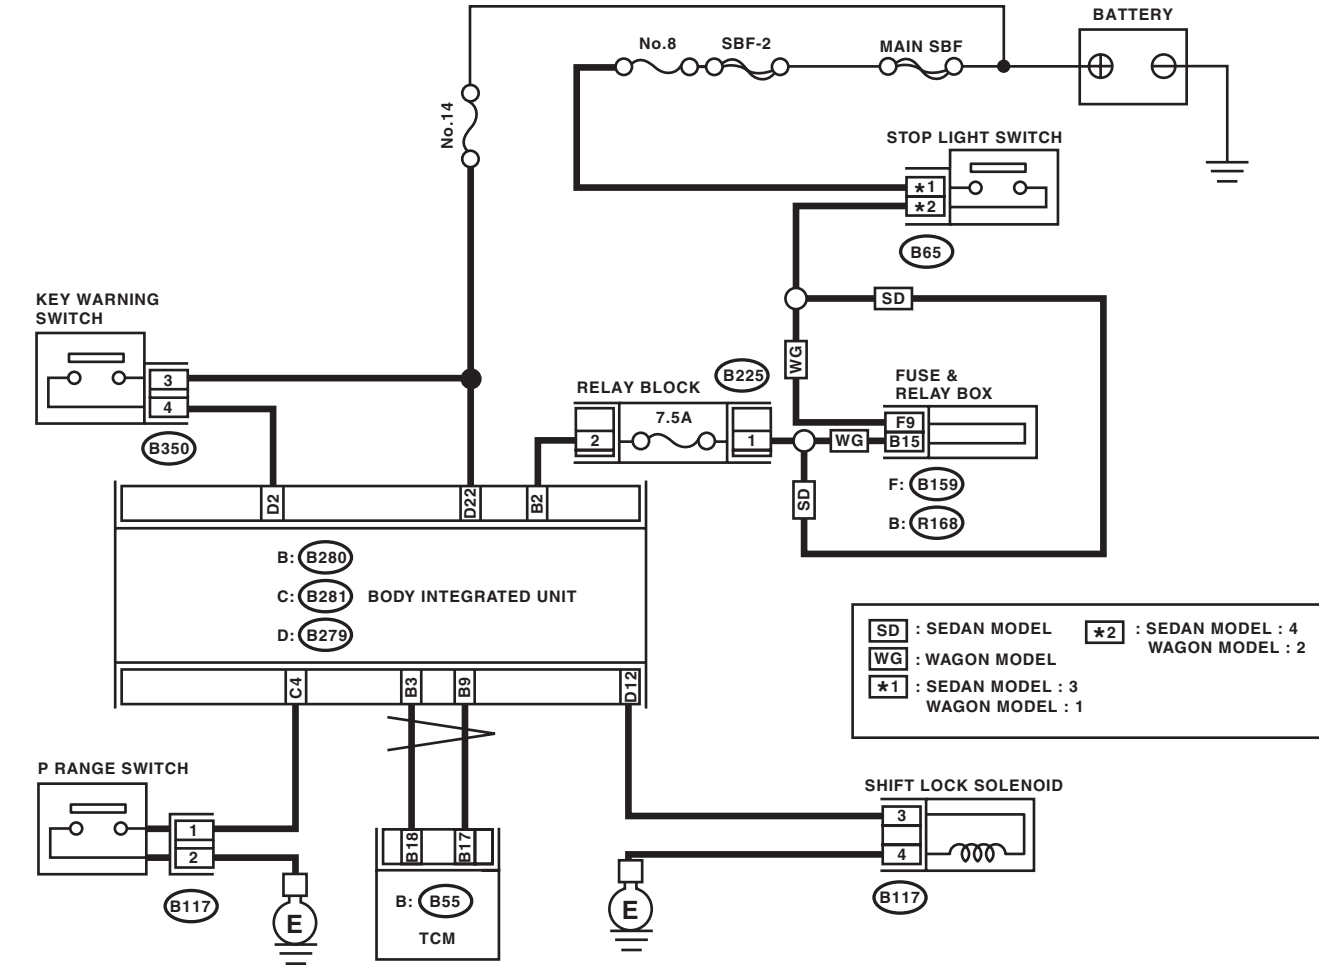 BATTERY
No.8
SBF-2
MAIN SBF
No.14
STOP LIGHT SWITCH
*1
*2
B65
KEY WARNING
SWITCH
3
4
B350
SD
WG
B225
RELAY BLOCK
7.5A
2
1
FUSE &
RELAY BOX
F9
B15
WG
SD
F: B159
B: R168
D2
D22
B2
B: B280
C: B281
BODY INTEGRATED UNIT
D: B279
C4
B3
B9
D12
SD : SEDAN MODEL
WG : WAGON MODEL
*1 : SEDAN MODEL : 3
WAGON MODEL : 1
*2 : SEDAN MODEL : 4
WAGON MODEL : 2
P RANGE SWITCH
1
2
B117
E
B18
B17
B: B55
TCM
SHIFT LOCK SOLENOID
3
4
B117
E